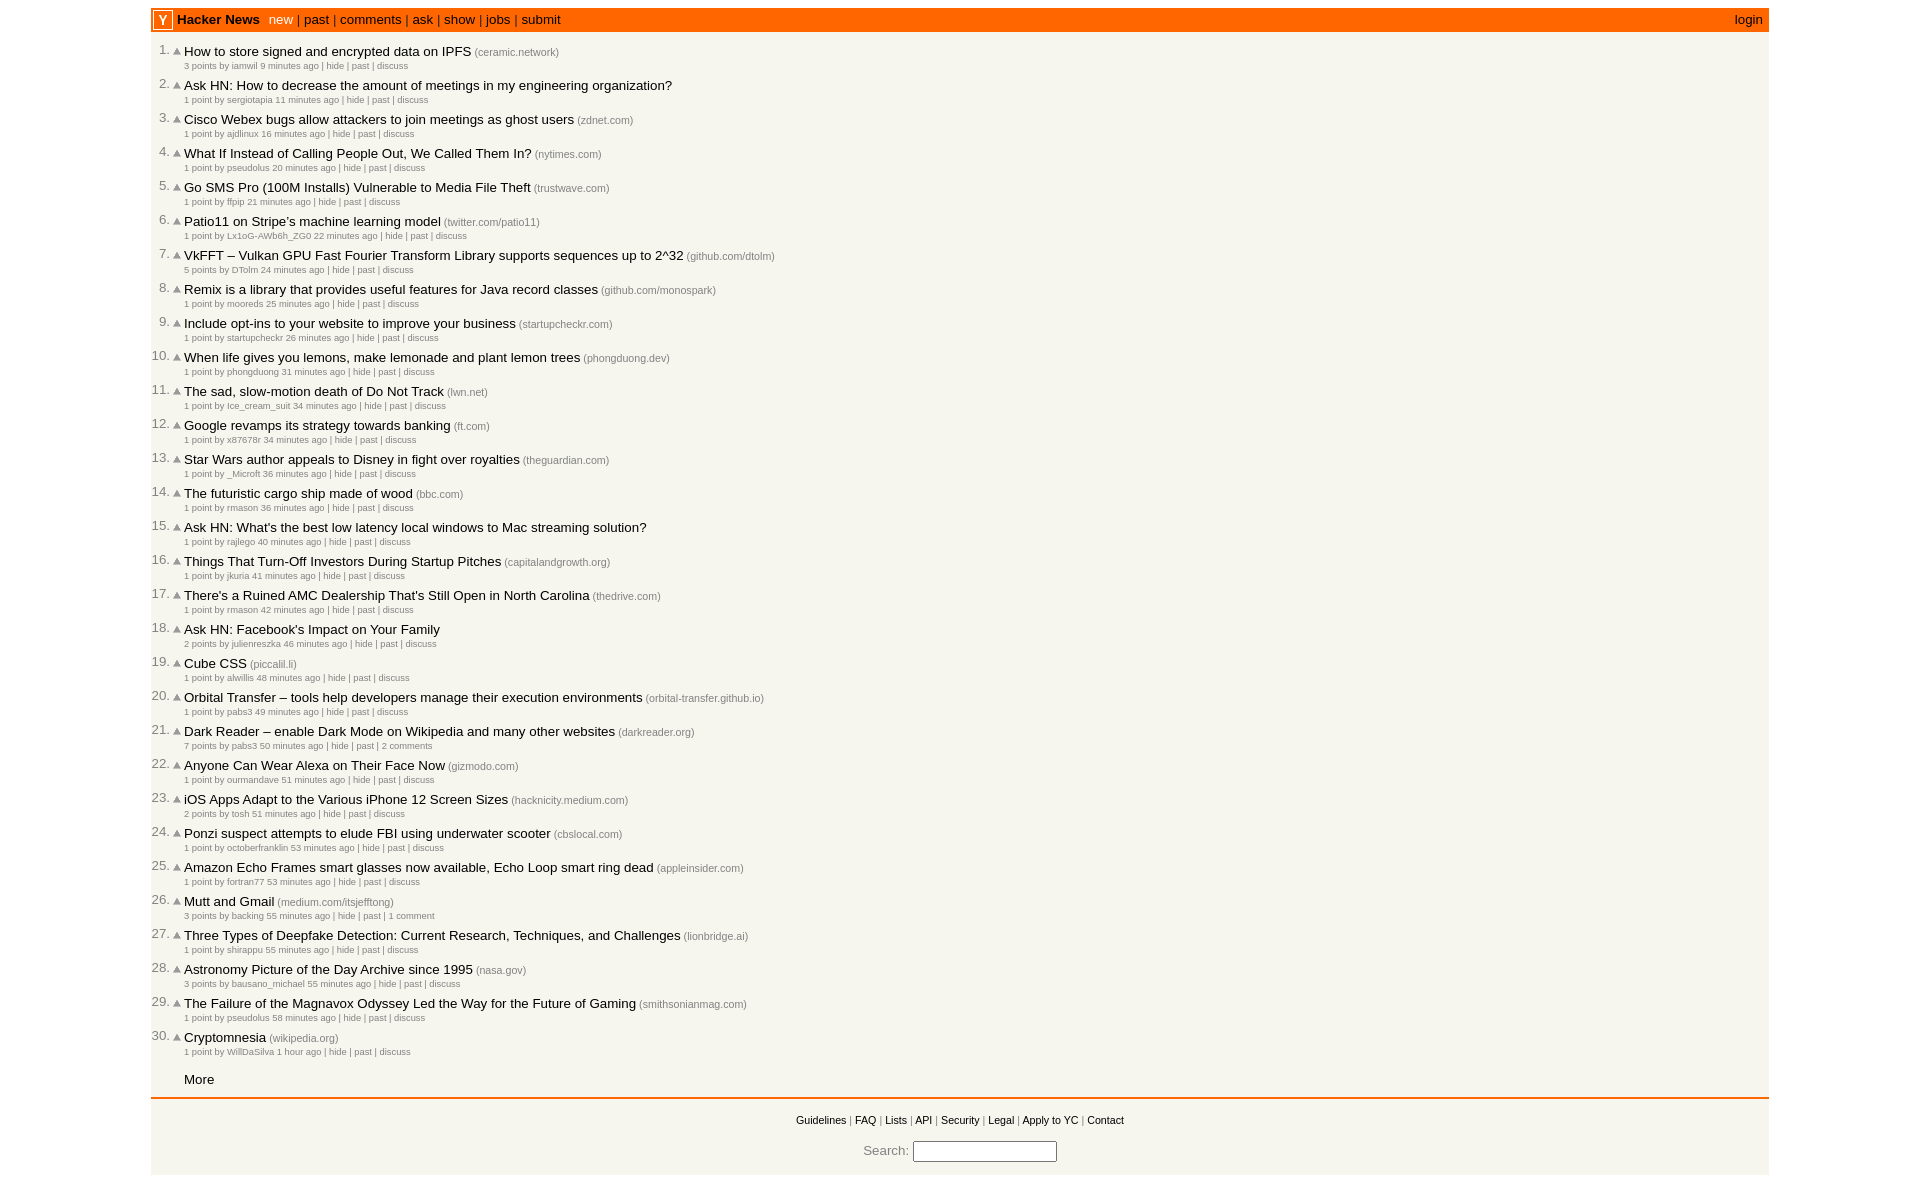 Y Hacker News new | past | comments | ask | show | jobs | submit login
1. How to store signed and encrypted data on IPFS (ceramic.network)
3 points by iamwil 9 minutes ago | hide | past | discuss
2. Ask HN: How to decrease the amount of meetings in my engineering organization?
1 point by sergiotapia 11 minutes ago | hide | past | discuss
3. Cisco Webex bugs allow attackers to join meetings as ghost users (zdnet.com)
1 point by ajdlinux 16 minutes ago | hide | past | discuss
4. What If Instead of Calling People Out, We Called Them In? (nytimes.com)
1 point by pseudolus 20 minutes ago | hide | past | discuss
5. Go SMS Pro (100M Installs) Vulnerable to Media File Theft (trustwave.com)
1 point by ffpip 21 minutes ago | hide | past | discuss
6. Patio11 on Stripe’s machine learning model (twitter.com/patio11)
1 point by Lx1oG-AWb6h_ZG0 22 minutes ago | hide | past | discuss
7. VkFFT – Vulkan GPU Fast Fourier Transform Library supports sequences up to 2^32 (github.com/dtolm)
5 points by DTolm 24 minutes ago | hide | past | discuss
8. Remix is a library that provides useful features for Java record classes (github.com/monospark)
1 point by mooreds 25 minutes ago | hide | past | discuss
9. Include opt-ins to your website to improve your business (startupcheckr.com)
1 point by startupcheckr 26 minutes ago | hide | past | discuss
10. When life gives you lemons, make lemonade and plant lemon trees (phongduong.dev)
1 point by phongduong 31 minutes ago | hide | past | discuss
11. The sad, slow-motion death of Do Not Track (lwn.net)
1 point by Ice_cream_suit 34 minutes ago | hide | past | discuss
12. Google revamps its strategy towards banking (ft.com)
1 point by x87678r 34 minutes ago | hide | past | discuss
13. Star Wars author appeals to Disney in fight over royalties (theguardian.com)
1 point by _Microft 36 minutes ago | hide | past | discuss
14. The futuristic cargo ship made of wood (bbc.com)
1 point by rmason 36 minutes ago | hide | past | discuss
15. Ask HN: What's the best low latency local windows to Mac streaming solution?
1 point by rajlego 40 minutes ago | hide | past | discuss
16. Things That Turn-Off Investors During Startup Pitches (capitalandgrowth.org)
1 point by jkuria 41 minutes ago | hide | past | discuss
17. There's a Ruined AMC Dealership That's Still Open in North Carolina (thedrive.com)
1 point by rmason 42 minutes ago | hide | past | discuss
18. Ask HN: Facebook's Impact on Your Family
2 points by julienreszka 46 minutes ago | hide | past | discuss
19. Cube CSS (piccalil.li)
1 point by alwillis 48 minutes ago | hide | past | discuss
20. Orbital Transfer – tools help developers manage their execution environments (orbital-transfer.github.io)
1 point by pabs3 49 minutes ago | hide | past | discuss
21. Dark Reader – enable Dark Mode on Wikipedia and many other websites (darkreader.org)
7 points by pabs3 50 minutes ago | hide | past | 2 comments
22. Anyone Can Wear Alexa on Their Face Now (gizmodo.com)
1 point by ourmandave 51 minutes ago | hide | past | discuss
23. iOS Apps Adapt to the Various iPhone 12 Screen Sizes (hacknicity.medium.com)
2 points by tosh 51 minutes ago | hide | past | discuss
24. Ponzi suspect attempts to elude FBI using underwater scooter (cbslocal.com)
1 point by octoberfranklin 53 minutes ago | hide | past | discuss
25. Amazon Echo Frames smart glasses now available, Echo Loop smart ring dead (appleinsider.com)
1 point by fortran77 53 minutes ago | hide | past | discuss
26. Mutt and Gmail (medium.com/itsjefftong)
3 points by backing 55 minutes ago | hide | past | 1 comment
27. Three Types of Deepfake Detection: Current Research, Techniques, and Challenges (lionbridge.ai)
1 point by shirappu 55 minutes ago | hide | past | discuss
28. Astronomy Picture of the Day Archive since 1995 (nasa.gov)
3 points by bausano_michael 55 minutes ago | hide | past | discuss
29. The Failure of the Magnavox Odyssey Led the Way for the Future of Gaming (smithsonianmag.com)
1 point by pseudolus 58 minutes ago | hide | past | discuss
30. Cryptomnesia (wikipedia.org)
1 point by WillDaSilva 1 hour ago | hide | past | discuss
More
Guidelines | FAQ | Lists | API | Security | Legal | Apply to YC | Contact
Search: